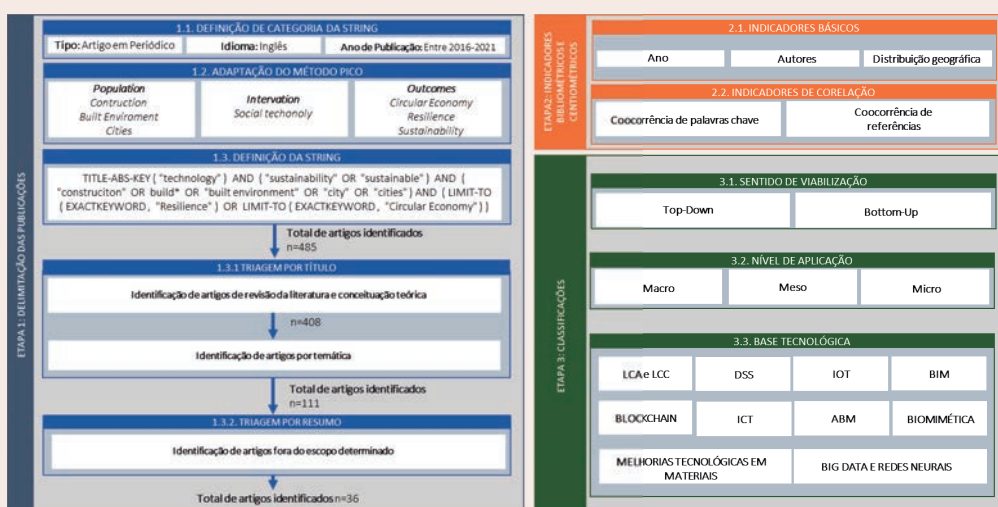 ETAPA 1: DELIMITAÇÃO DAS PUBLICAÇÕES
1.1. DEFINIÇÃO DE CATEGORIA DA STRING
Tipo: Artigo em Periódico
Idioma: Inglês
Ano de Publicação: Entre 2016-2021
1.2. ADAPTAÇÃO DO MÉTODO PICO
Population
Contruction
Built Enviroment
Cities
Intervation
Social techonoly
Outcomes
Circular Economy
Resilience
Sustainability
1.3. DEFINIÇÃO DA STRING
TITLE-ABS-KEY ( "technology" ) AND ( "sustainability" OR "sustainable" ) AND (
"construciton" OR build* OR "built environment" OR "city" OR "cities" ) AND ( LIMIT-TO
( EXACTKEYWORD , "Resilience" ) OR LIMIT-TO ( EXACTKEYWORD, "Circular Economy" ) )
Total de artigos identificados
n=485
1.3.1 TRIAGEM POR TÍTULO
Identificação de artigos de revisão da literatura e conceituação teórica
n=408
Identificação de artigos por temática
Total de artigos identificados
n=111
1.3.2. TRIAGEM POR RESUMO
Identificação de artigos fora do escopo determinado
Total de artigos identificados n=36
ETAPA2: INDICADORES
BIBLIOMÉTRICOS E
CENTIOMÉTRICOS
2.1. INDICADORES BÁSICOS
Ano
Autores
Distribuição geográfica
2.2. INDICADORES DE CORELAÇÃO
Coocorrência de palavras chave
Coocorrência de
referências
ETAPA 3: CLASSIFICAÇÕES
3.1. SENTIDO DE VIABILIZAÇÃO
Top-Down
Bottom-Up
3.2. NÍVEL DE APLICAÇÃO
Macro
Meso
Micro
3.3. BASE TECNOLÓGICA
LCA e LCC
DSS
IOT
BIM
BLOCKCHAIN
ICT
ABM
BIOMIMÉTICA
MELHORIAS TECNOLÓGICAS EM
MATERIAIS
BIG DATA E REDES NEURAIS